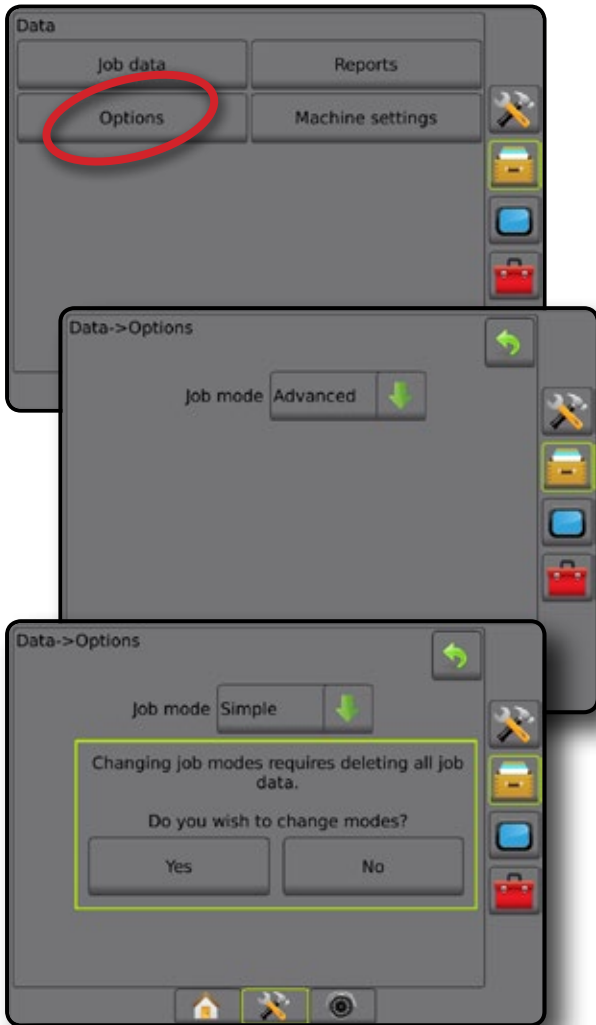 Data
Job data Reports
Options Machine settings
Data->Options
Job mode Advanced
Data->Options
Job mode Simple
Changing job modes requires deleting all job
data.
Do you wish to change modes?
Yes No